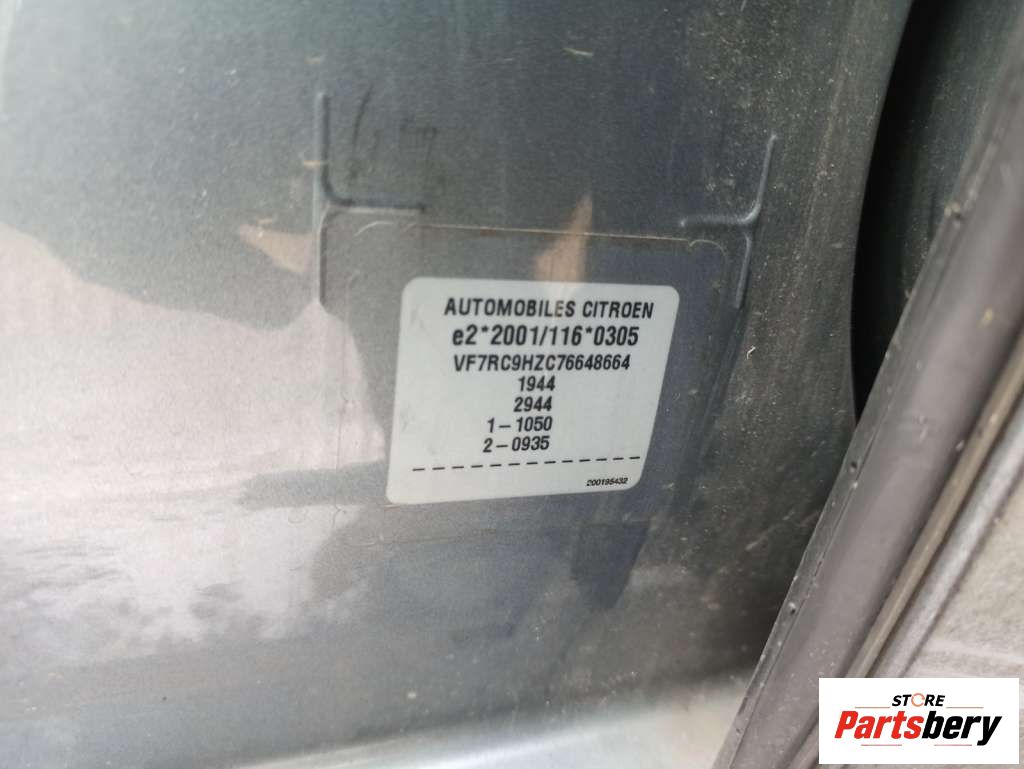 AUTOMOBILES CITROEN
e2*2001/116*0305
VF7RC9HZC76648664
1944
2944
1-1050
2-0935
200195432
STORE
Partsbery